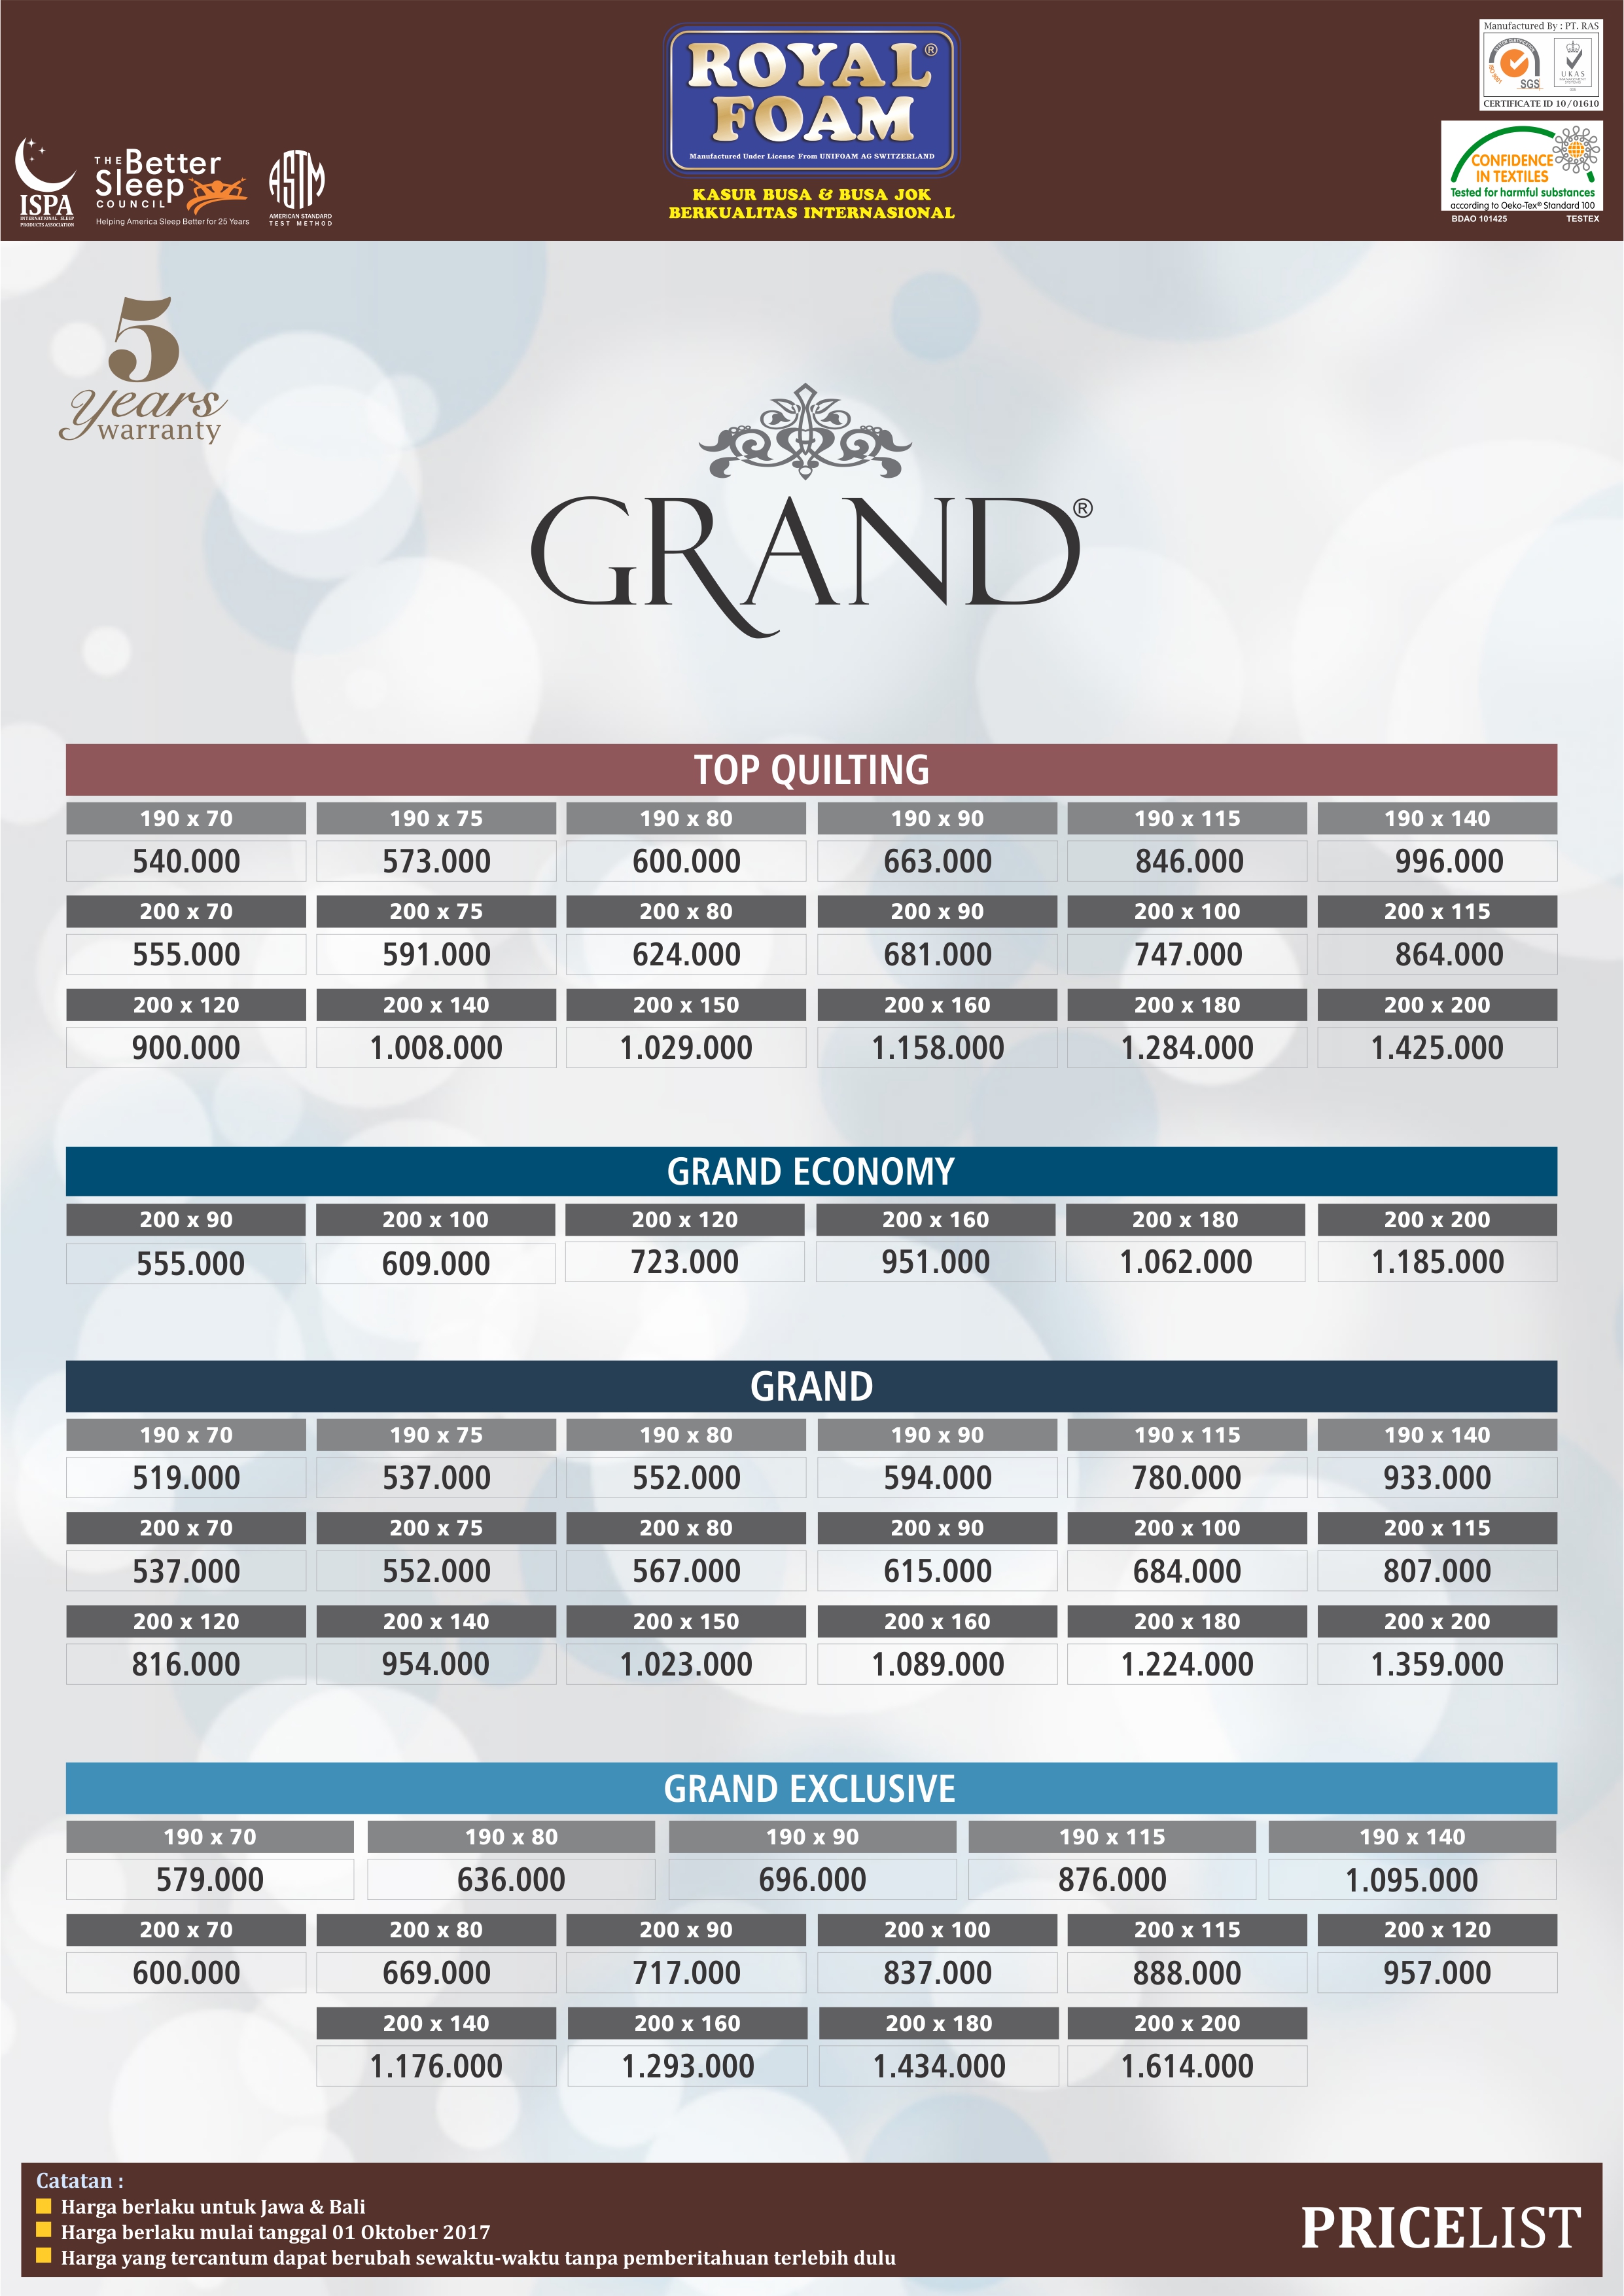 ROYAL®
FOAM
Manufactured Under License From UNIFOAM AG SWITZERLAND
KASUR BUSA & BUSA JOK
BERKUALITAS INTERNASIONAL
ISPA
INTERNATIONAL SLEEP
PRODUCTS ASSOCIATION
THE Better
Sleep
COUNCIL
Helping America Sleep Better for 25 Years
ASTM
AMERICAN STANDARD
TEST METHOD
Manufactured By : PT. RAS
SGS
UKAS
CERTIFICATE ID 10/01610
CONFIDENCE
IN TEXTILES
Tested for harmful substances
according to Oeko-Tex® Standard 100
BDAO 101425 TESTEX
5
years
warranty
GRAND®
TOP QUILTING
190 x 70 190 x 75 190 x 80 190 x 90 190 x 115 190 x 140
540.000 573.000 600.000 663.000 846.000 996.000
200 x 70 200 x 75 200 x 80 200 x 90 200 x 100 200 x 115
555.000 591.000 624.000 681.000 747.000 864.000
200 x 120 200 x 140 200 x 150 200 x 160 200 x 180 200 x 200
900.000 1.008.000 1.029.000 1.158.000 1.284.000 1.425.000
GRAND ECONOMY
200 x 90 200 x 100 200 x 120 200 x 160 200 x 180 200 x 200
555.000 609.000 723.000 951.000 1.062.000 1.185.000
GRAND
190 x 70 190 x 75 190 x 80 190 x 90 190 x 115 190 x 140
519.000 537.000 552.000 594.000 780.000 933.000
200 x 70 200 x 75 200 x 80 200 x 90 200 x 100 200 x 115
537.000 552.000 567.000 615.000 684.000 807.000
200 x 120 200 x 140 200 x 150 200 x 160 200 x 180 200 x 200
816.000 954.000 1.023.000 1.089.000 1.224.000 1.359.000
GRAND EXCLUSIVE
190 x 70 190 x 80 190 x 90 190 x 115 190 x 140
579.000 636.000 696.000 876.000 1.095.000
200 x 70 200 x 80 200 x 90 200 x 100 200 x 115 200 x 120
600.000 669.000 717.000 837.000 888.000 957.000
200 x 140 200 x 160 200 x 180 200 x 200
1.176.000 1.293.000 1.434.000 1.614.000
Catatan :
Harga berlaku untuk Jawa & Bali
Harga berlaku mulai tanggal 01 Oktober 2017
Harga yang tercantum dapat berubah sewaktu-waktu tanpa pemberitahuan terlebih dulu
PRICELIST